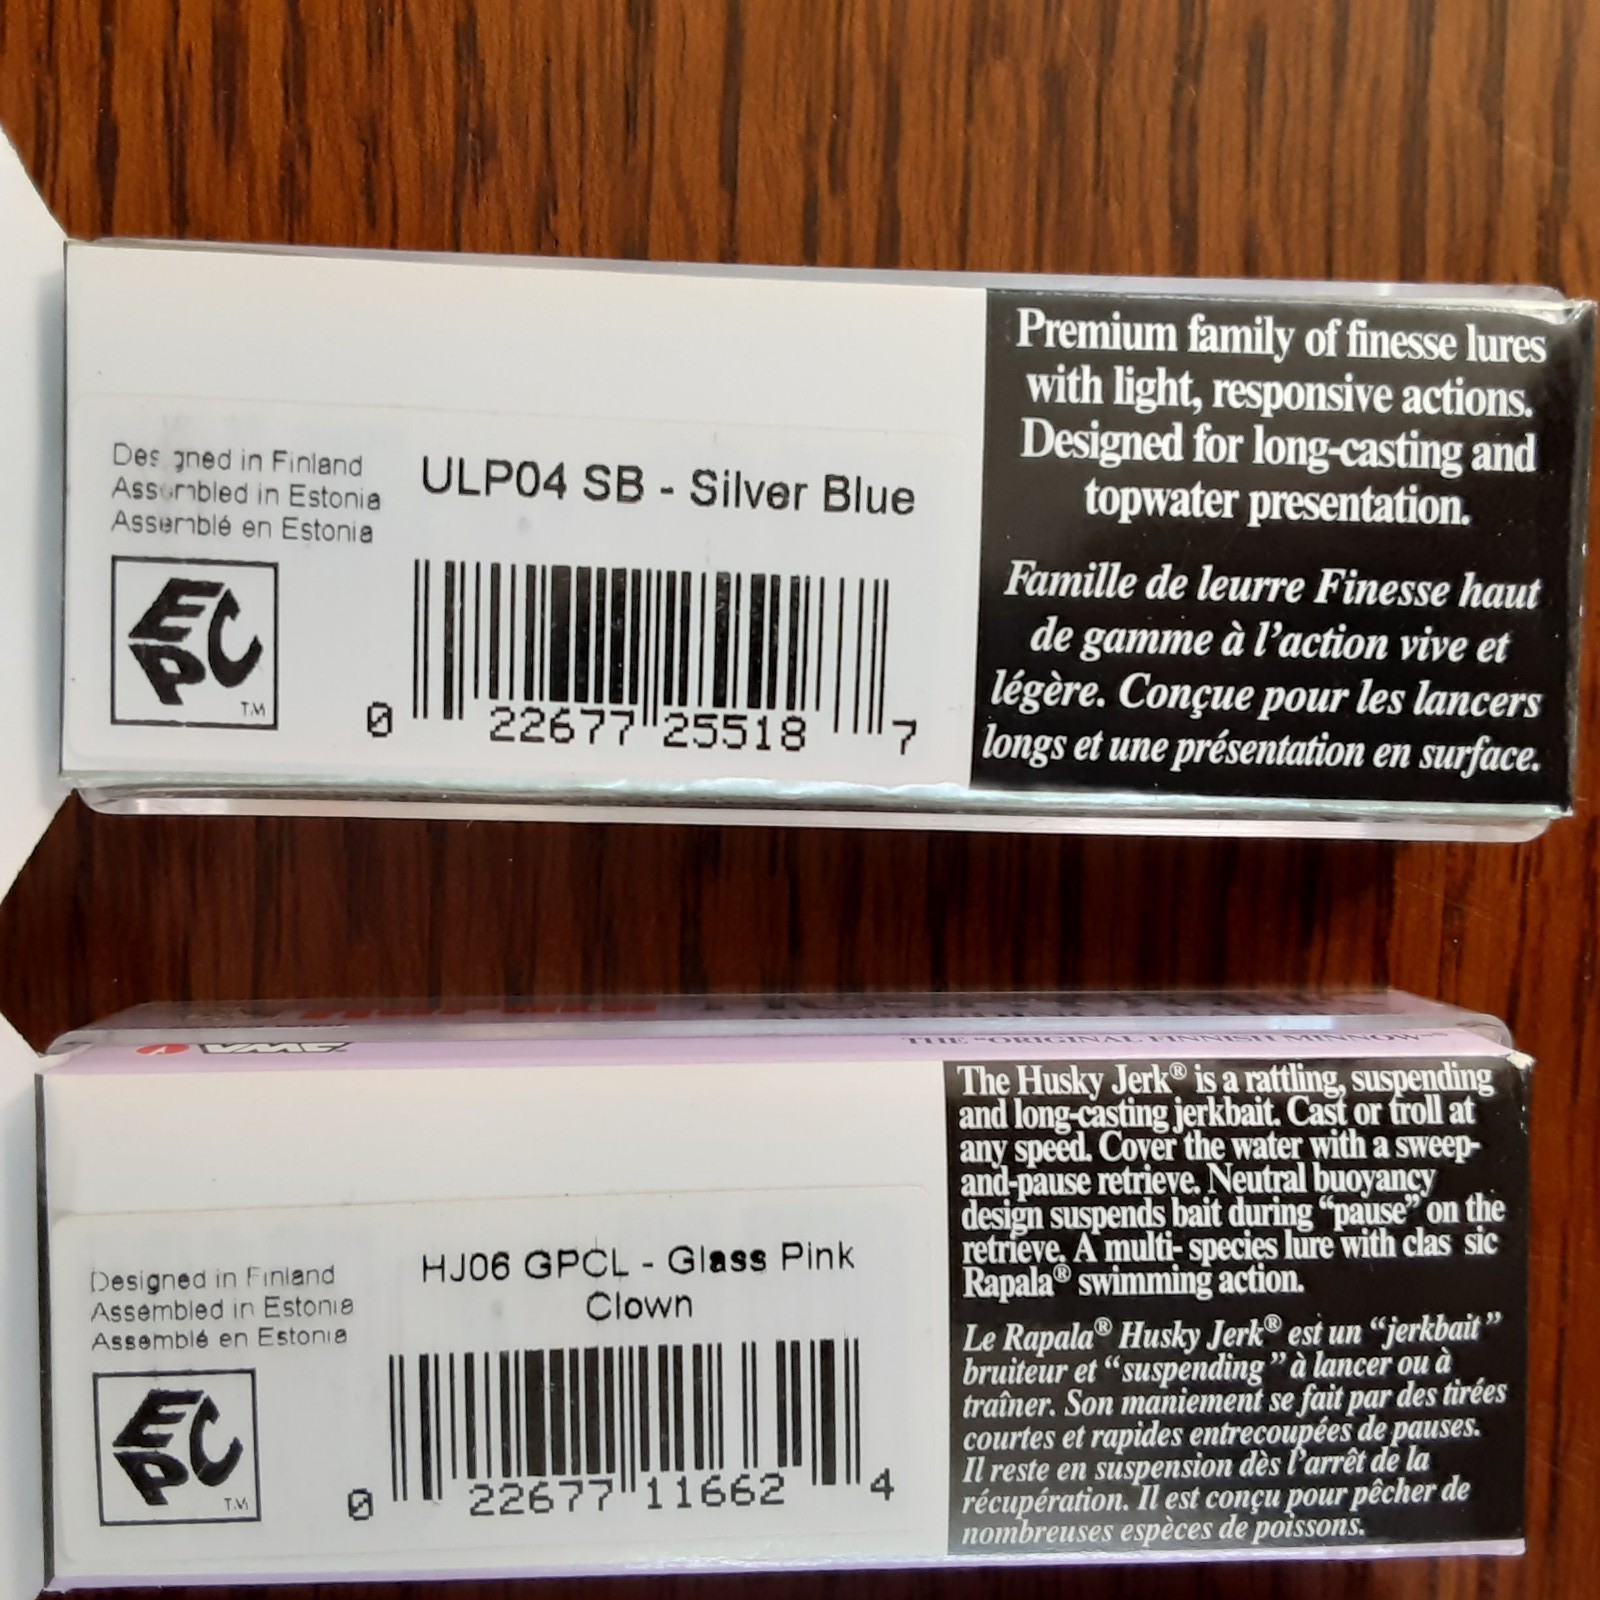 Designed in Finland
Assembled in Estonia
Assemblé en Estonia
ULP04 SB - Silver Blue
EPC
TM
0 22677 25518 7
Premium family of finesse lures
with light, responsive actions.
Designed for long-casting and
topwater presentation.
Famille de leurre Finesse haut
de gamme à l'action vive et
légère. Conçue pour les lancers
longs et une présentation en surface.
VMC
THE "ORIGINAL FINNISH MINNOW"®
Designed in Finland
Assembled in Estonia
Assemblé en Estonia
HJ06 GPCL - Glass Pink
Clown
EPC
TM
0 22677 11662 4
The Husky Jerk® is a rattling, suspending
and long-casting jerkbait. Cast or troll at
any speed. Cover the water with a sweep-
and-pause retrieve. Neutral buoyancy
design suspends bait during “pause” on the
retrieve. A multi- species lure with clas sic
Rapala® swimming action.
Le Rapala® Husky Jerk® est un “jerkbait”
bruiteur et “suspending” à lancer ou à
traîner. Son maniement se fait par des tirées
courtes et rapides entrecoupées de pauses.
Il reste en suspension dès l'arrêt de la
récupération. Il est conçu pour pêcher de
nombreuses espèces de poissons.